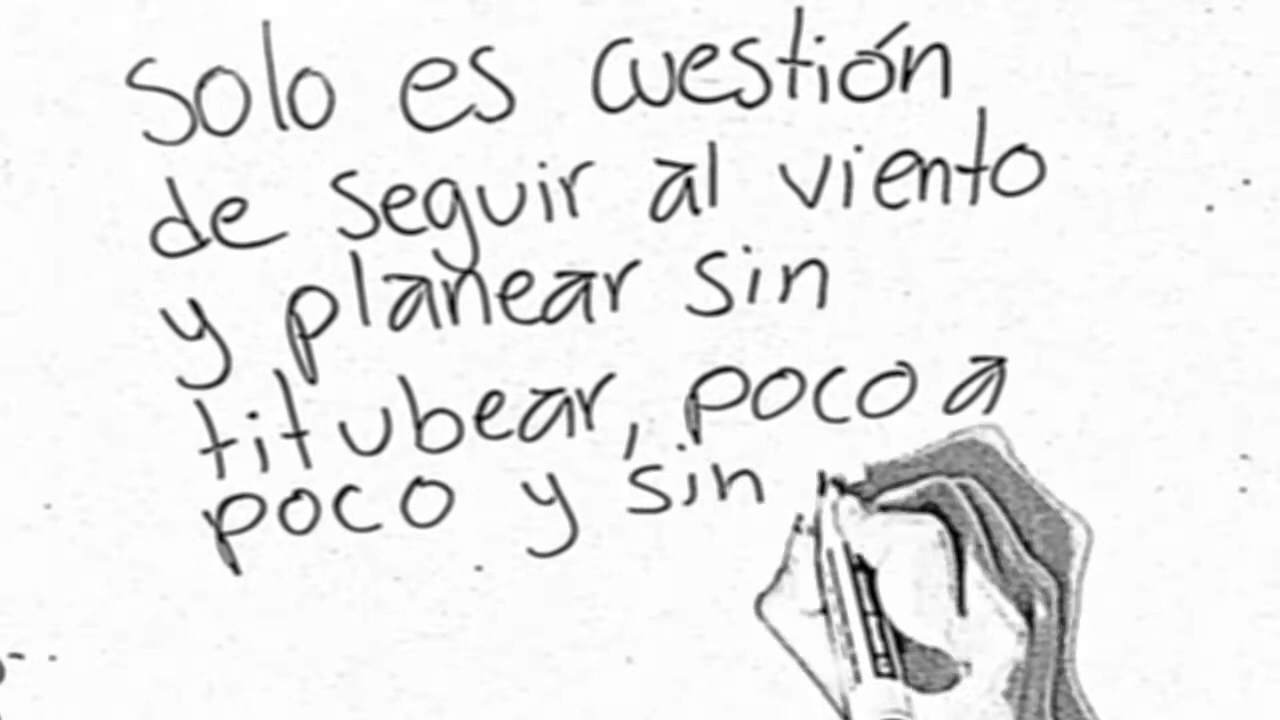 Solo es cuestión
de seguir al viento
y planear sin
titubear, poco a
poco y sin